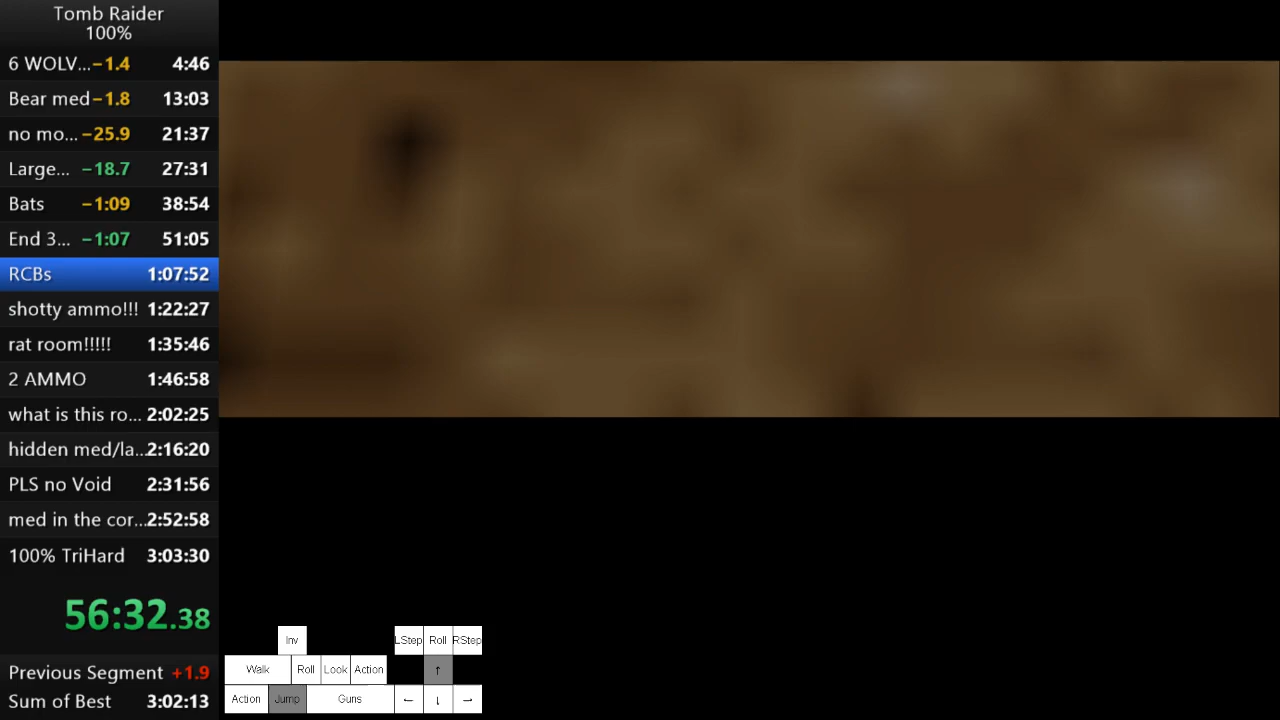 Tomb Raider
100%
6 WOLV... −1.4 4:46
Bear med −1.8 13:03
no mo... −25.9 21:37
Large... −18.7 27:31
Bats −1:09 38:54
End 3... −1:07 51:05
RCBs 1:07:52
shotty ammo!!! 1:22:27
rat room!!!!! 1:35:46
2 AMMO 1:46:58
what is this ro... 2:02:25
hidden med/la... 2:16:20
PLS no Void 2:31:56
med in the cor... 2:52:58
100% TriHard 3:03:30
56:32.38
Previous Segment +1.9
Sum of Best 3:02:13
Inv LStep Roll RStep
Walk Roll Look Action ↑
Action Jump Guns ← ↓ →